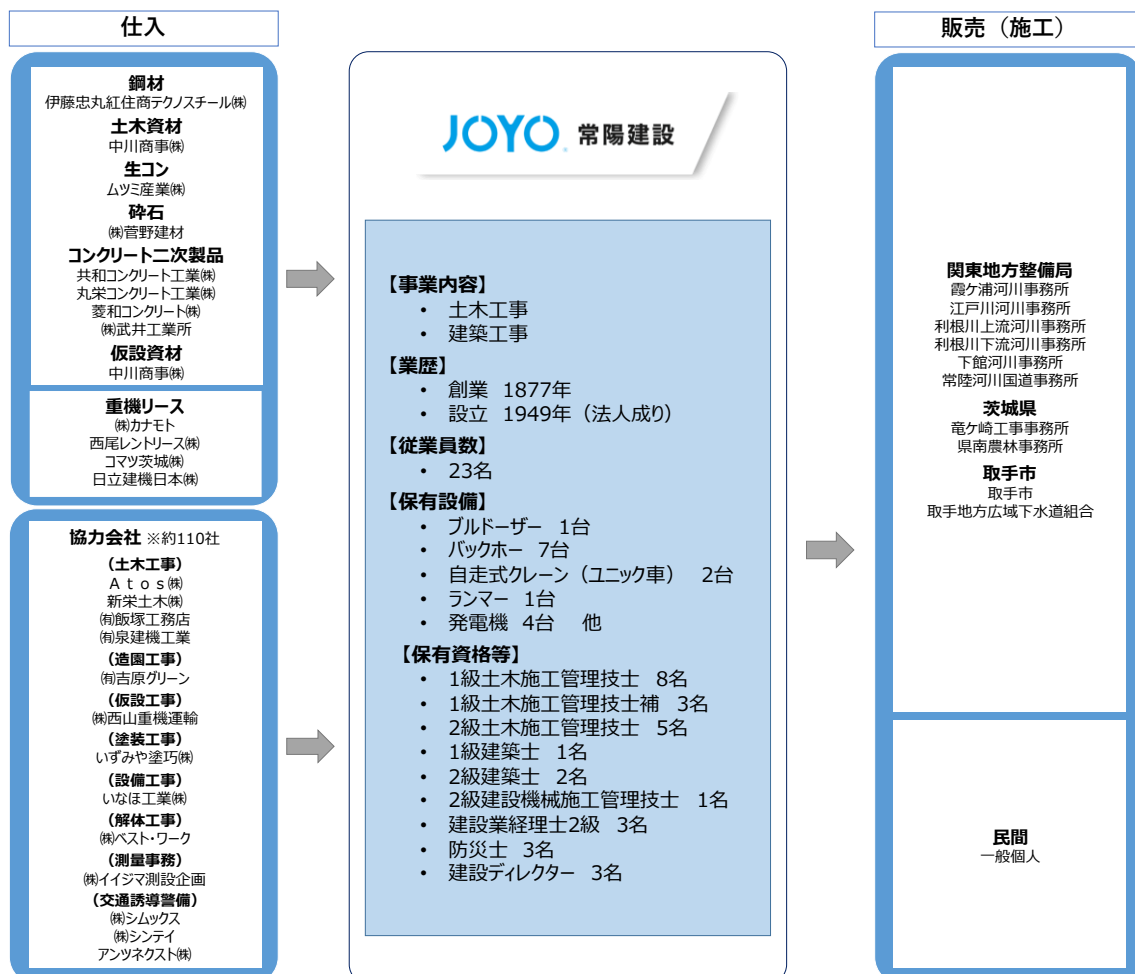 仕入
鋼材
伊藤忠丸紅住商テクノスチール㈱
土木資材
中川商事㈱
生コン
ムツミ産業㈱
砕石
㈱菅野建材
コンクリート二次製品
共和コンクリート工業㈱
丸栄コンクリート工業㈱
菱和コンクリート㈱
㈱武井工業所
仮設資材
中川商事㈱
重機リース
㈱カナモト
西尾レントリース㈱
コマツ茨城㈱
日立建機日本㈱
協力会社 ※約110社
（土木工事）
Ａｔｏｓ㈱
新栄土木㈱
㈲飯塚工務店
㈲泉建機工業
（造園工事）
㈲吉原グリーン
（仮設工事）
㈱西山重機運輸
（塗装工事）
いずみや塗巧㈱
（設備工事）
いなほ工業㈱
（解体工事）
㈱ベスト・ワーク
（測量事務）
㈱イイジマ測設企画
（交通誘導警備）
㈱シムックス
㈱シンテイ
アンツネクスト㈱
JOYO 常陽建設
【事業内容】
• 土木工事
• 建築工事
【業歴】
• 創業 1877年
• 設立 1949年（法人成り）
【従業員数】
• 23名
【保有設備】
• ブルドーザー 1台
• バックホー 7台
• 自走式クレーン（ユニック車） 2台
• ランマー 1台
• 発電機 4台 他
【保有資格等】
• 1級土木施工管理技士 8名
• 1級土木施工管理技士補 3名
• 2級土木施工管理技士 5名
• 1級建築士 1名
• 2級建築士 2名
• 2級建設機械施工管理技士 1名
• 建設業経理士2級 3名
• 防災士 3名
• 建設ディレクター 3名
販売（施工）
関東地方整備局
霞ケ浦河川事務所
江戸川河川事務所
利根川上流河川事務所
利根川下流河川事務所
下館河川事務所
常陸河川国道事務所
茨城県
竜ケ崎工事事務所
県南農林事務所
取手市
取手市
取手地方広域下水道組合
民間
一般個人